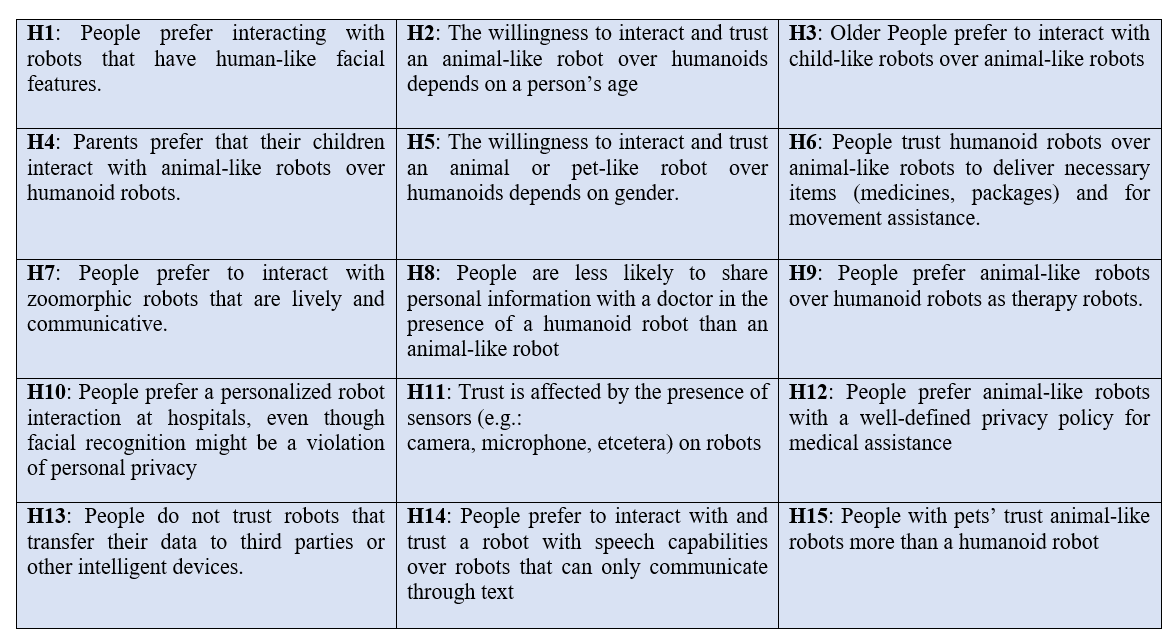 H1: People prefer interacting with
robots that have human-like facial
features.
H2: The willingness to interact and trust
an animal-like robot over humanoids
depends on a person's age
H3: Older People prefer to interact with
child-like robots over animal-like robots
H4: Parents prefer that their children
interact with animal-like robots over
humanoid robots.
H5: The willingness to interact and trust
an animal or pet-like robot over
humanoids depends on gender.
H6: People trust humanoid robots over
animal-like robots to deliver necessary
items (medicines, packages) and for
movement assistance.
H7: People prefer to interact with
zoomorphic robots that are lively and
communicative.
H8: People are less likely to share
personal information with a doctor in the
presence of a humanoid robot than an
animal-like robot
H9: People prefer animal-like robots
over humanoid robots as therapy robots.
H10: People prefer a personalized robot
interaction at hospitals, even though
facial recognition might be a violation
of personal privacy
H11: Trust is affected by the presence of
sensors (e.g.:
camera, microphone, etcetera) on robots
H12: People prefer animal-like robots
with a well-defined privacy policy for
medical assistance
H13: People do not trust robots that
transfer their data to third parties or
other intelligent devices.
H14: People prefer to interact with and
trust a robot with speech capabilities
over robots that can only communicate
through text
H15: People with pets' trust animal-like
robots more than a humanoid robot